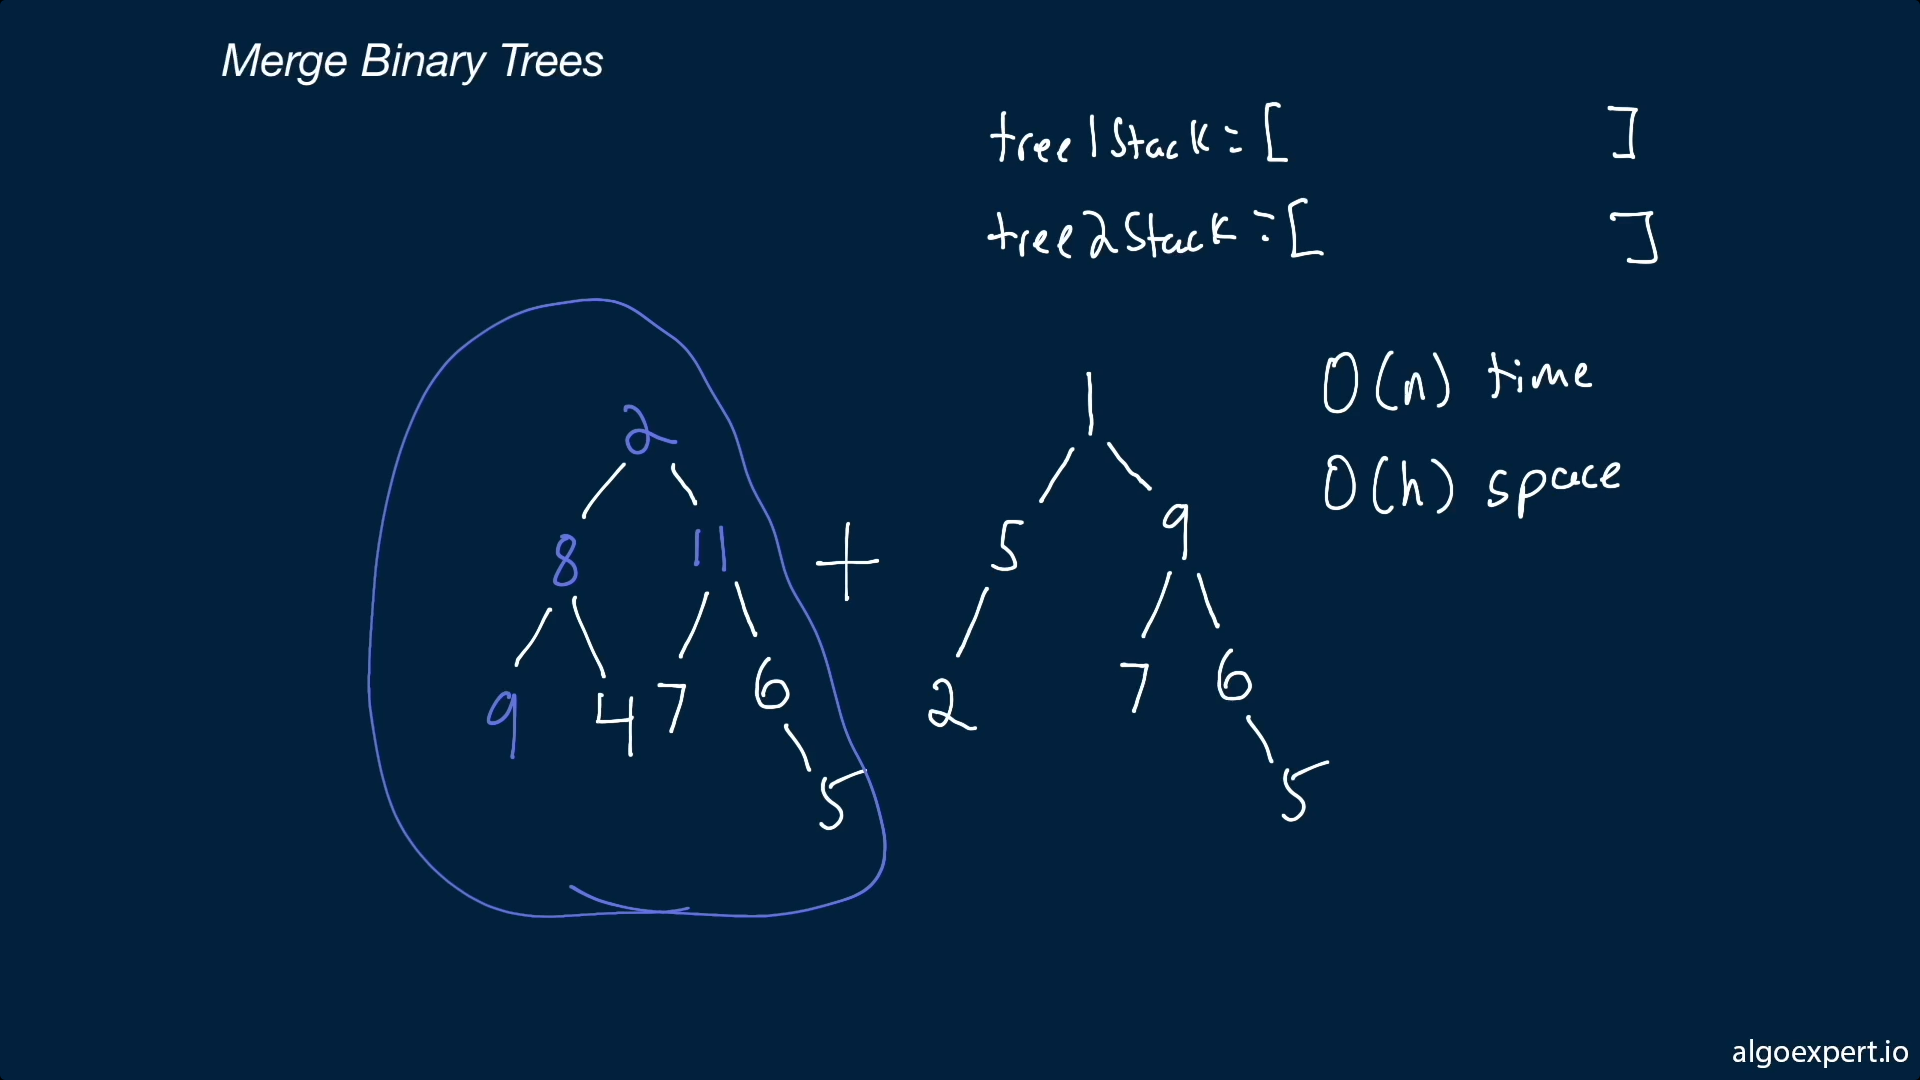 Merge Binary Trees
tree1Stack = [ ]
tree2Stack = [ ]
O(n) time
O(h) space
2
8 11
9 4 7 6
5
+
1
5 9
2 7 6
5
algoexpert.io